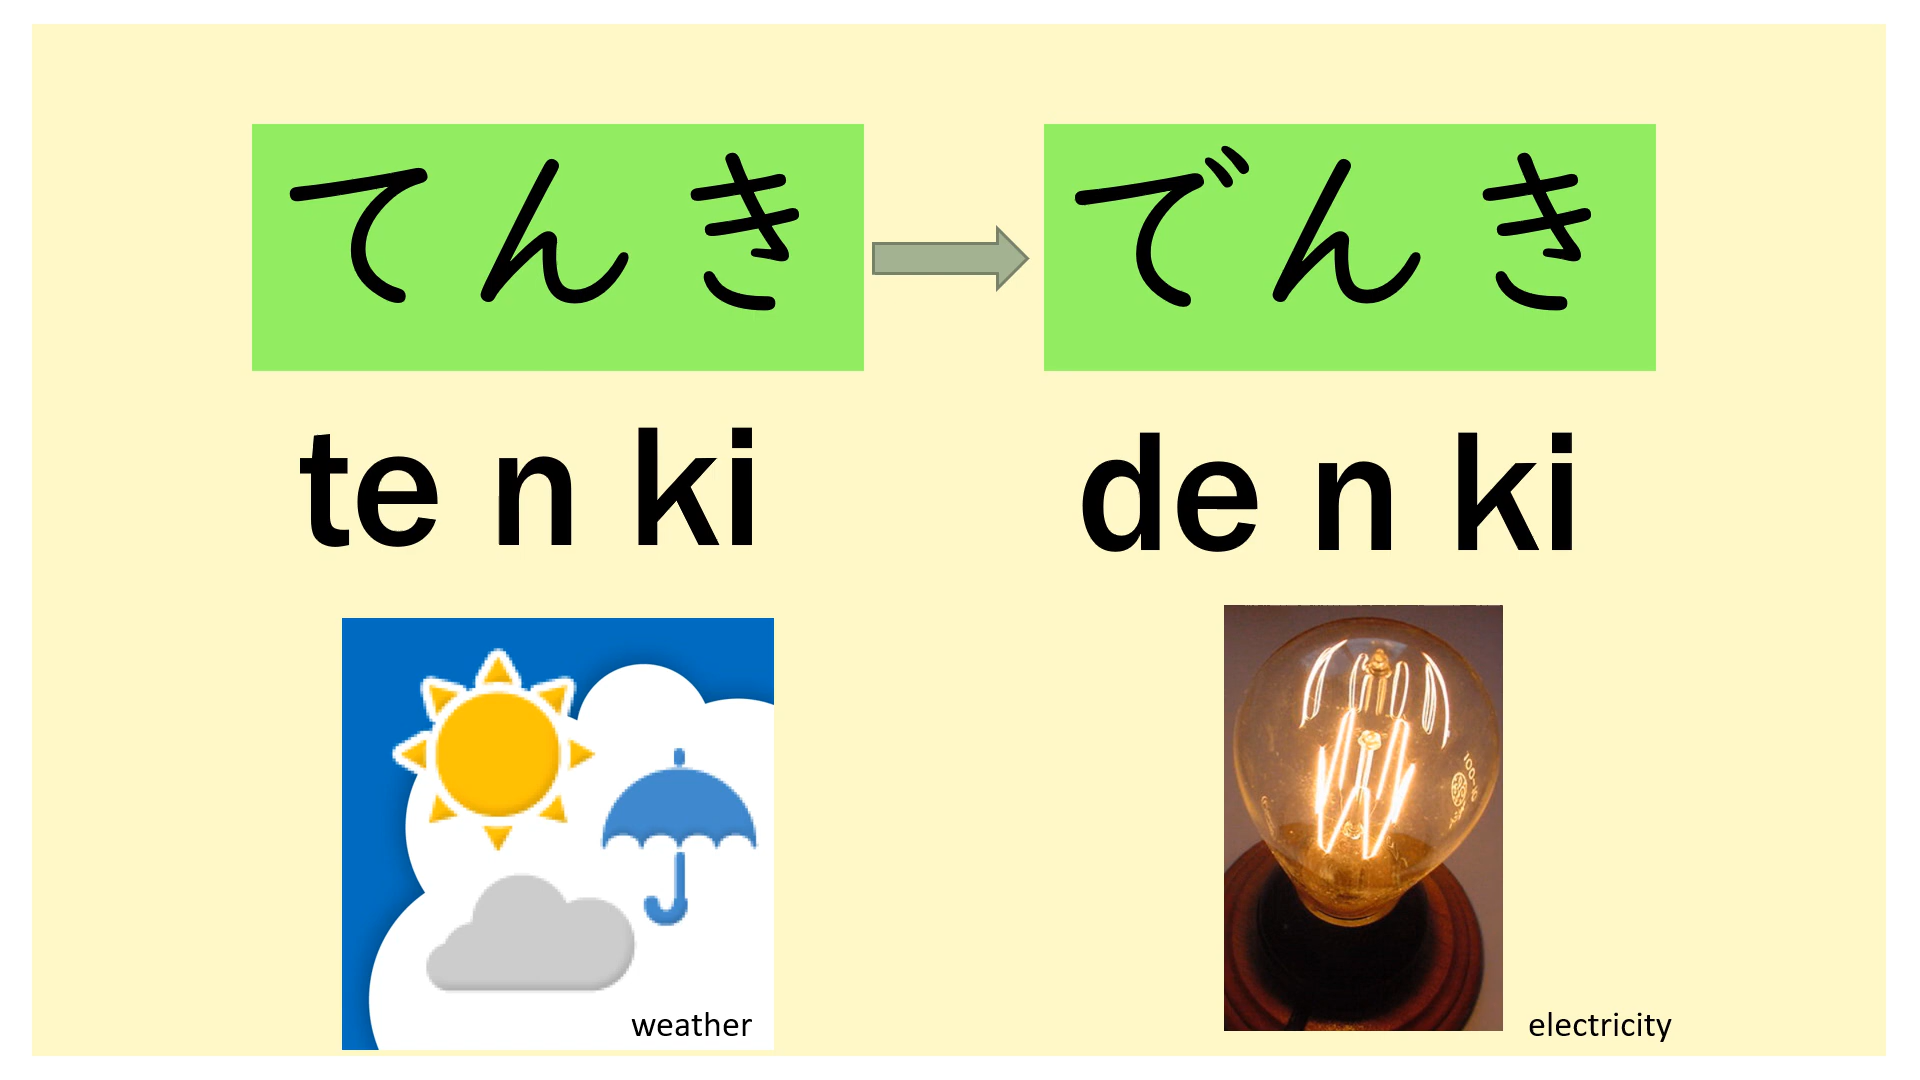 てんき
でんき
te n ki
de n ki
weather
electricity